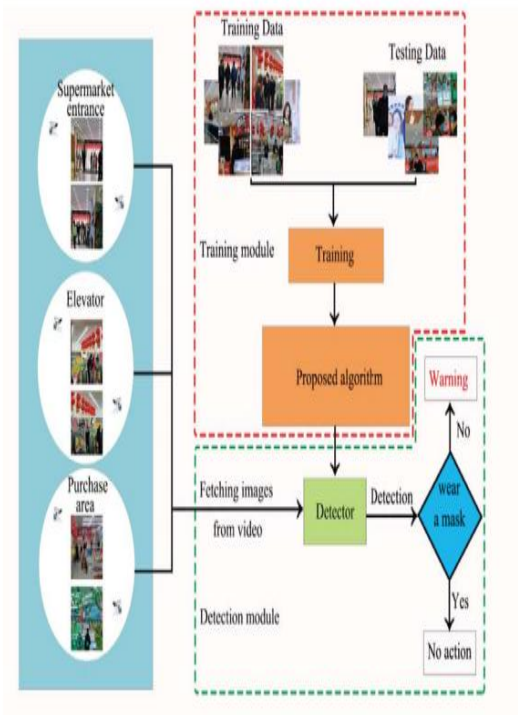 Supermarket
entrance
Elevator
Purchase
area
Training Data
Testing Data
Training module
Training
Proposed algorithm
Warning
No
wear
a mask
Fetching images
from video
Detector
Detection
Yes
Detection module
No action